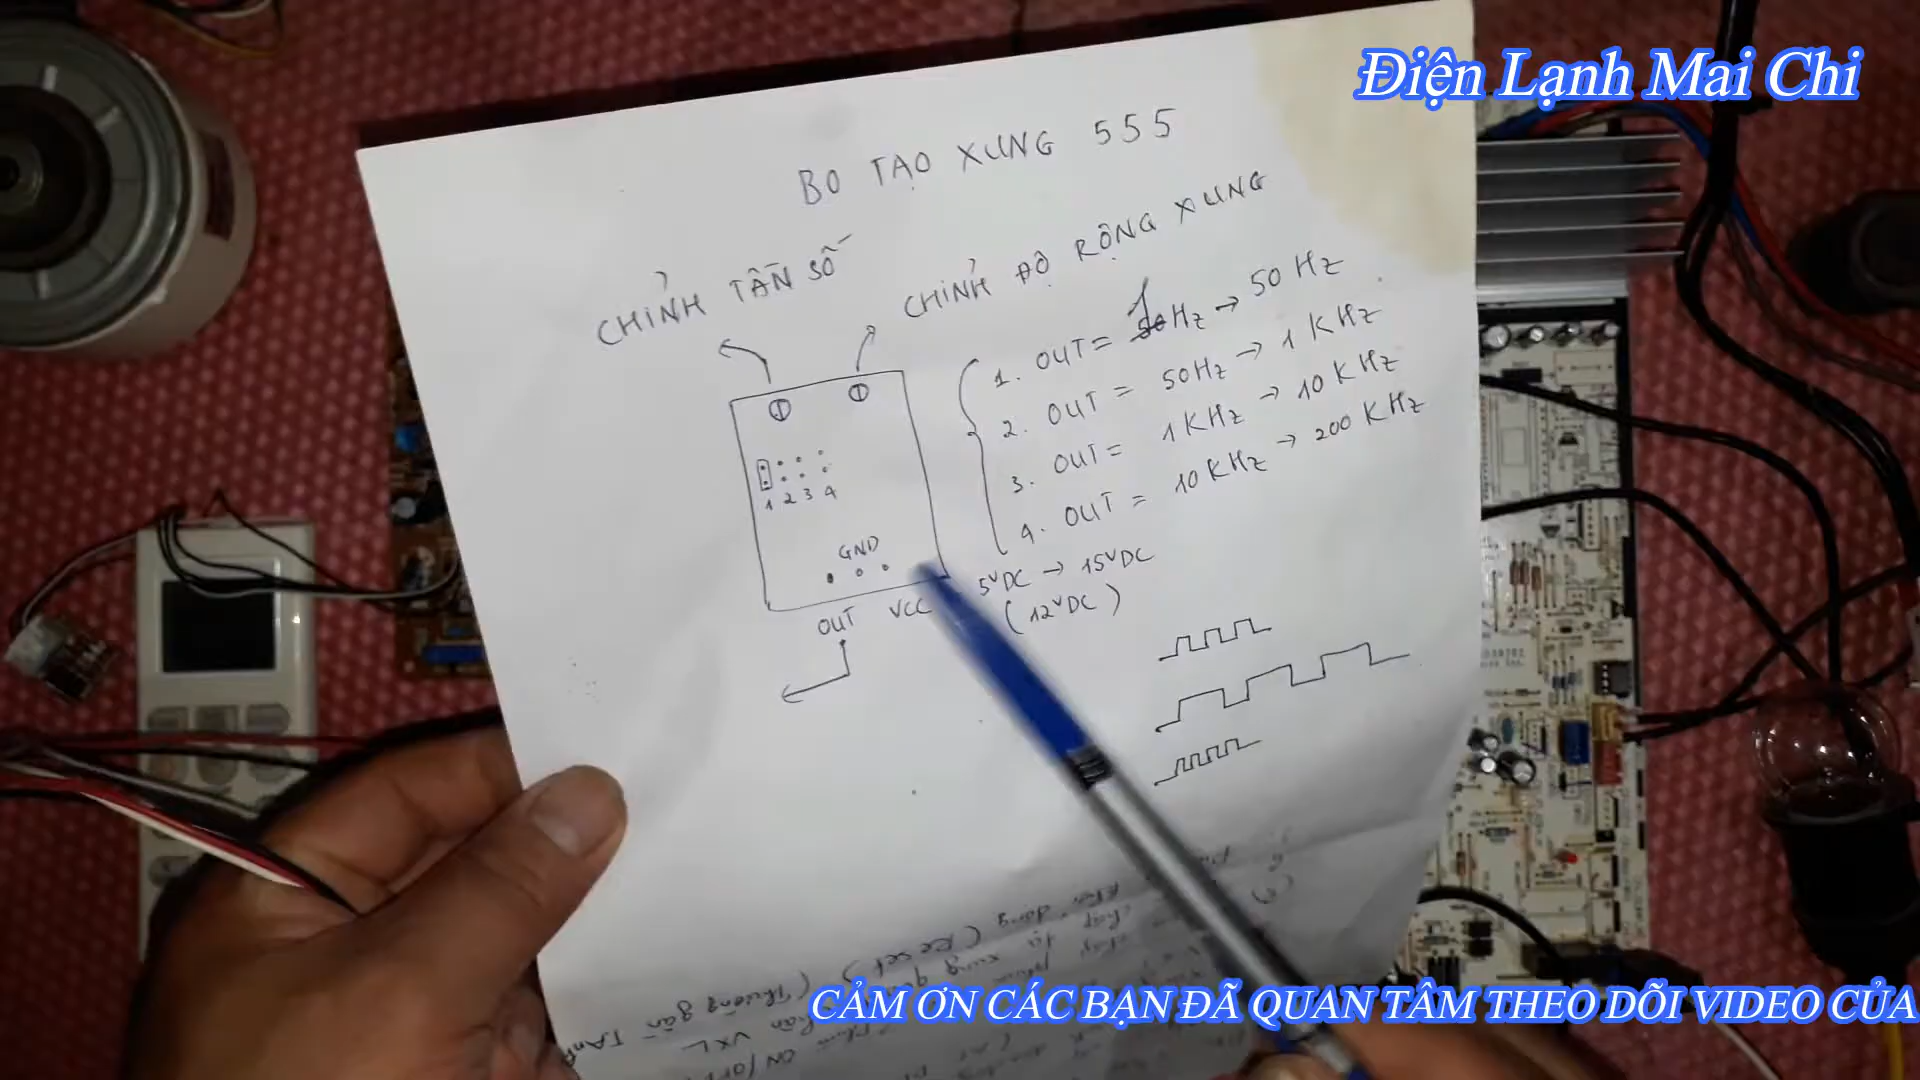 Điện Lạnh Mai Chi
BO TẠO XUNG 555
CHỈNH TẦN SỐ
CHỈNH ĐỘ RỘNG XUNG
1. OUT = 1Hz → 50 Hz
2. OUT = 50Hz → 1 KHz
3. OUT = 1KHz → 10 KHz
4. OUT = 10 KHz → 200 KHz
1 2 3 4
GND
OUT VCC
5VDC → 15VDC
(12VDC)
CẢM ƠN CÁC BẠN ĐÃ QUAN TÂM THEO DÕI VIDEO CỦA